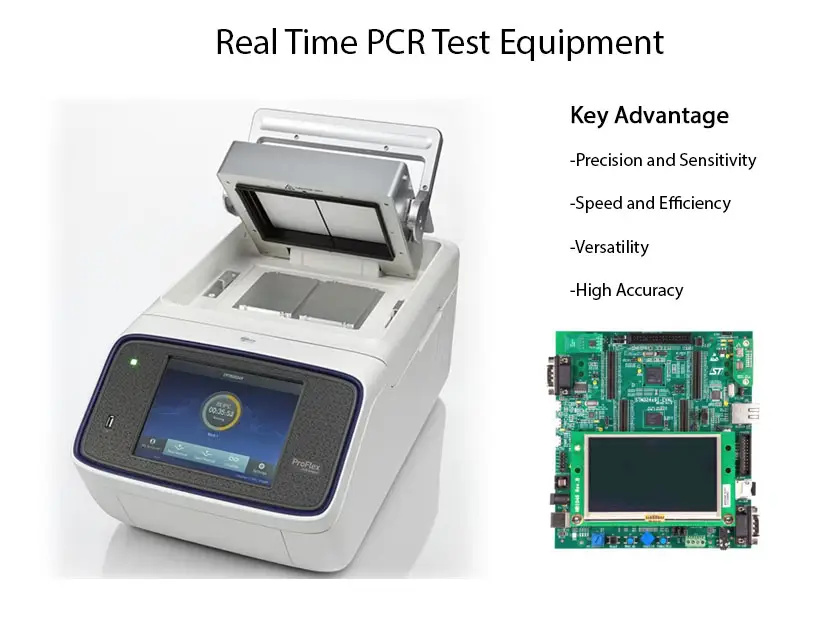 Real Time PCR Test Equipment
Key Advantage
-Precision and Sensitivity
-Speed and Efficiency
-Versatility
-High Accuracy
00:35:53
ProFlex